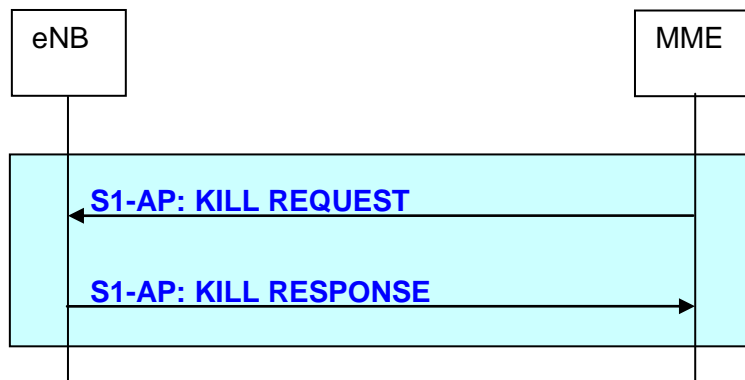 eNB
MME
S1-AP: KILL REQUEST
S1-AP: KILL RESPONSE